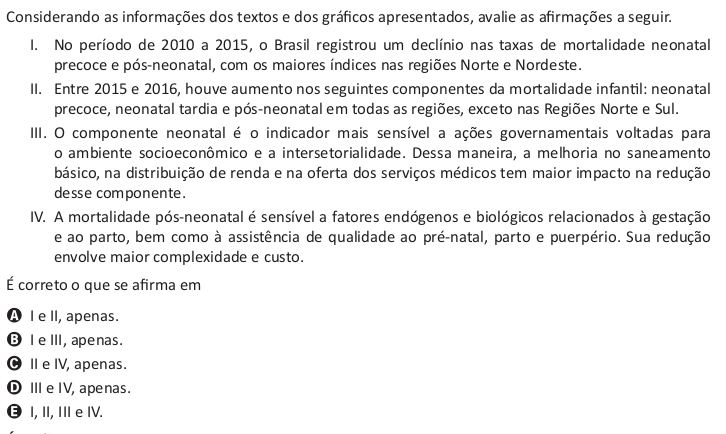 Considerando as informações dos textos e dos gráficos apresentados, avalie as afirmações a seguir.
I. No período de 2010 a 2015, o Brasil registrou um declínio nas taxas de mortalidade neonatal
precoce e pós-neonatal, com os maiores índices nas regiões Norte e Nordeste.
II. Entre 2015 e 2016, houve aumento nos seguintes componentes da mortalidade infantil: neonatal
precoce, neonatal tardia e pós-neonatal em todas as regiões, exceto nas Regiões Norte e Sul.
III. O componente neonatal é o indicador mais sensível a ações governamentais voltadas para
o ambiente socioeconômico e a intersetorialidade. Dessa maneira, a melhoria no saneamento
básico, na distribuição de renda e na oferta dos serviços médicos tem maior impacto na redução
desse componente.
IV. A mortalidade pós-neonatal é sensível a fatores endógenos e biológicos relacionados à gestação
e ao parto, bem como à assistência de qualidade ao pré-natal, parto e puerpério. Sua redução
envolve maior complexidade e custo.
É correto o que se afirma em
A I e II, apenas.
B I e III, apenas.
C II e IV, apenas.
D III e IV, apenas.
E I, II, III e IV.